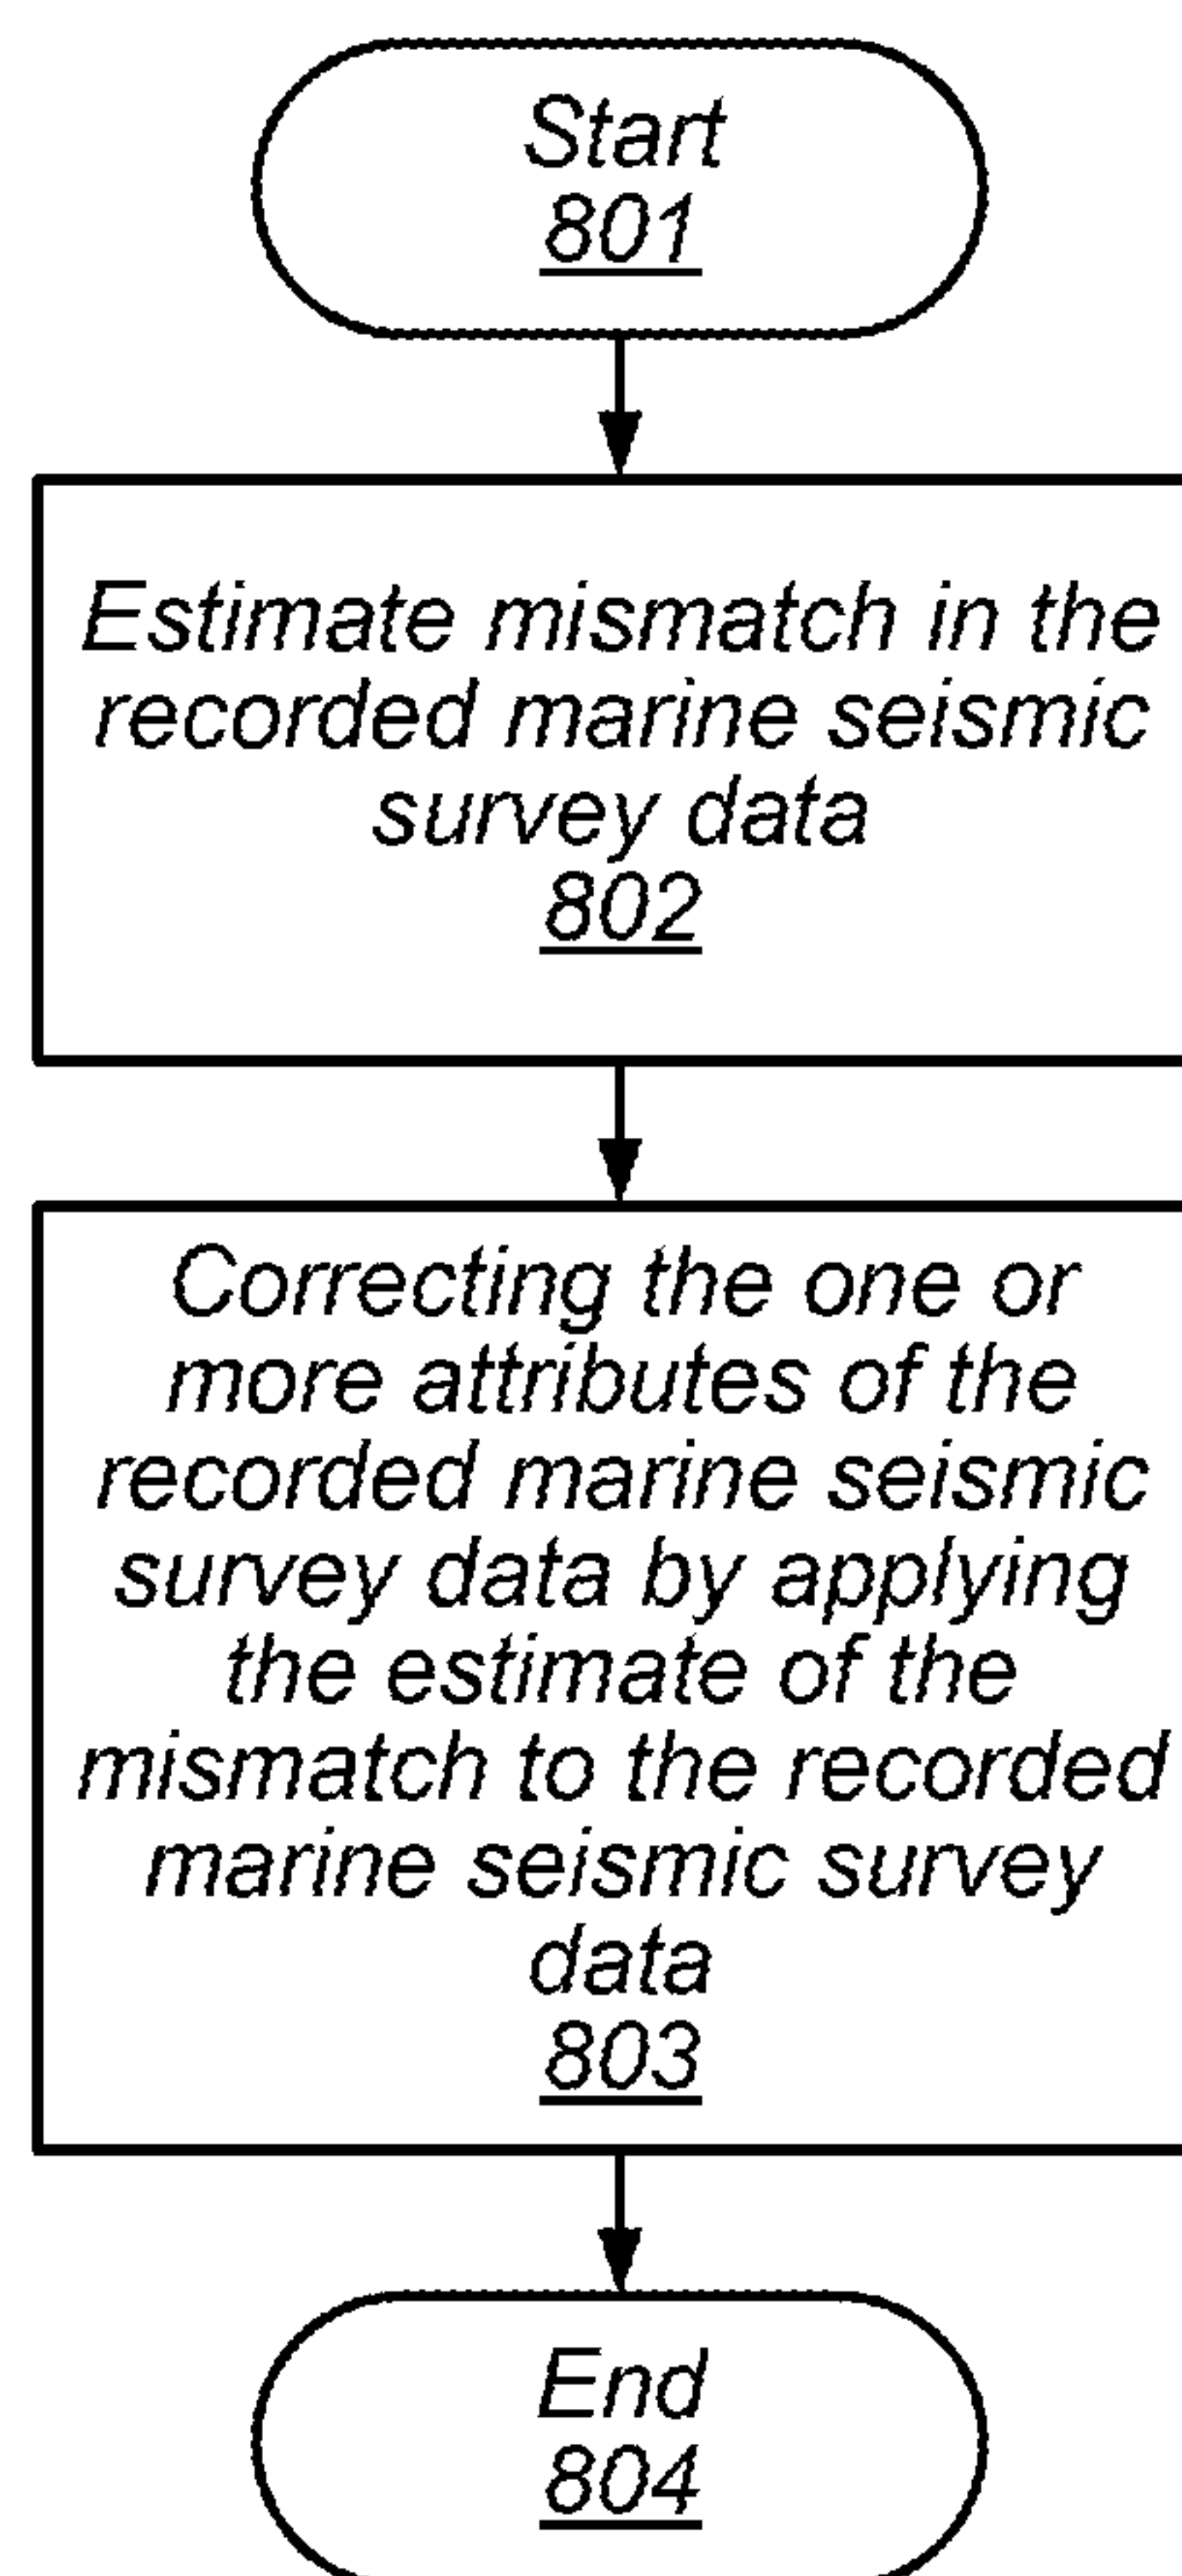 Start
801
Estimate mismatch in the
recorded marine seismic
survey data
802
Correcting the one or
more attributes of the
recorded marine seismic
survey data by applying
the estimate of the
mismatch to the recorded
marine seismic survey
data
803
End
804